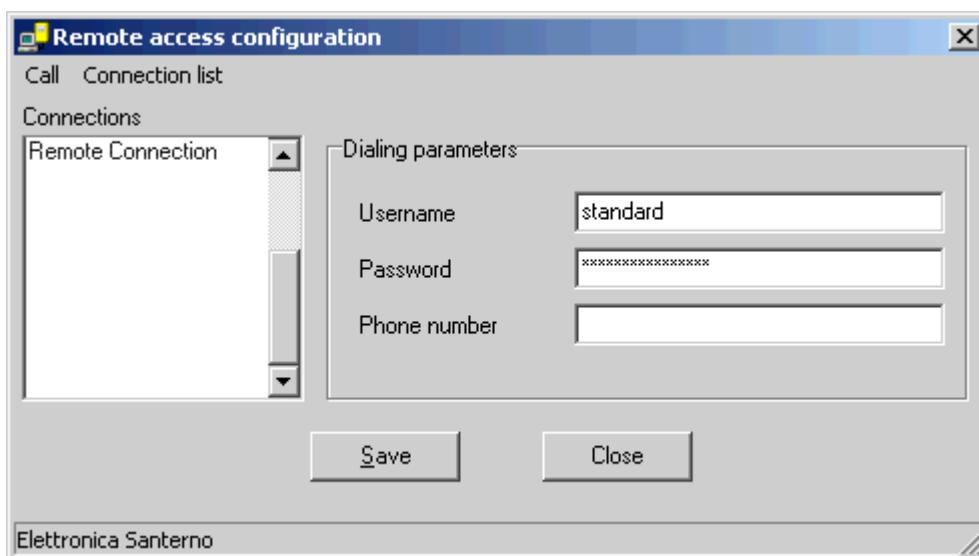 Remote access configuration
Call Connection list
Connections
Remote Connection
Dialing parameters
Username standard
Password ****************
Phone number
Save Close
Elettronica Santerno